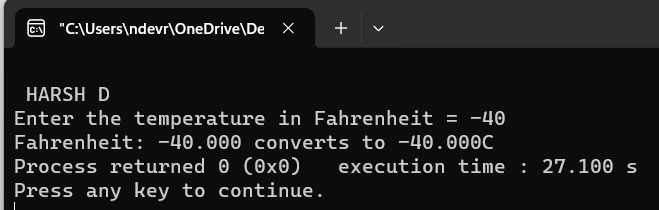 "C:\Users\ndevr\OneDrive\De
HARSH D
Enter the temperature in Fahrenheit = -40
Fahrenheit: -40.000 converts to -40.000C
Process returned 0 (0x0)   execution time : 27.100 s
Press any key to continue.